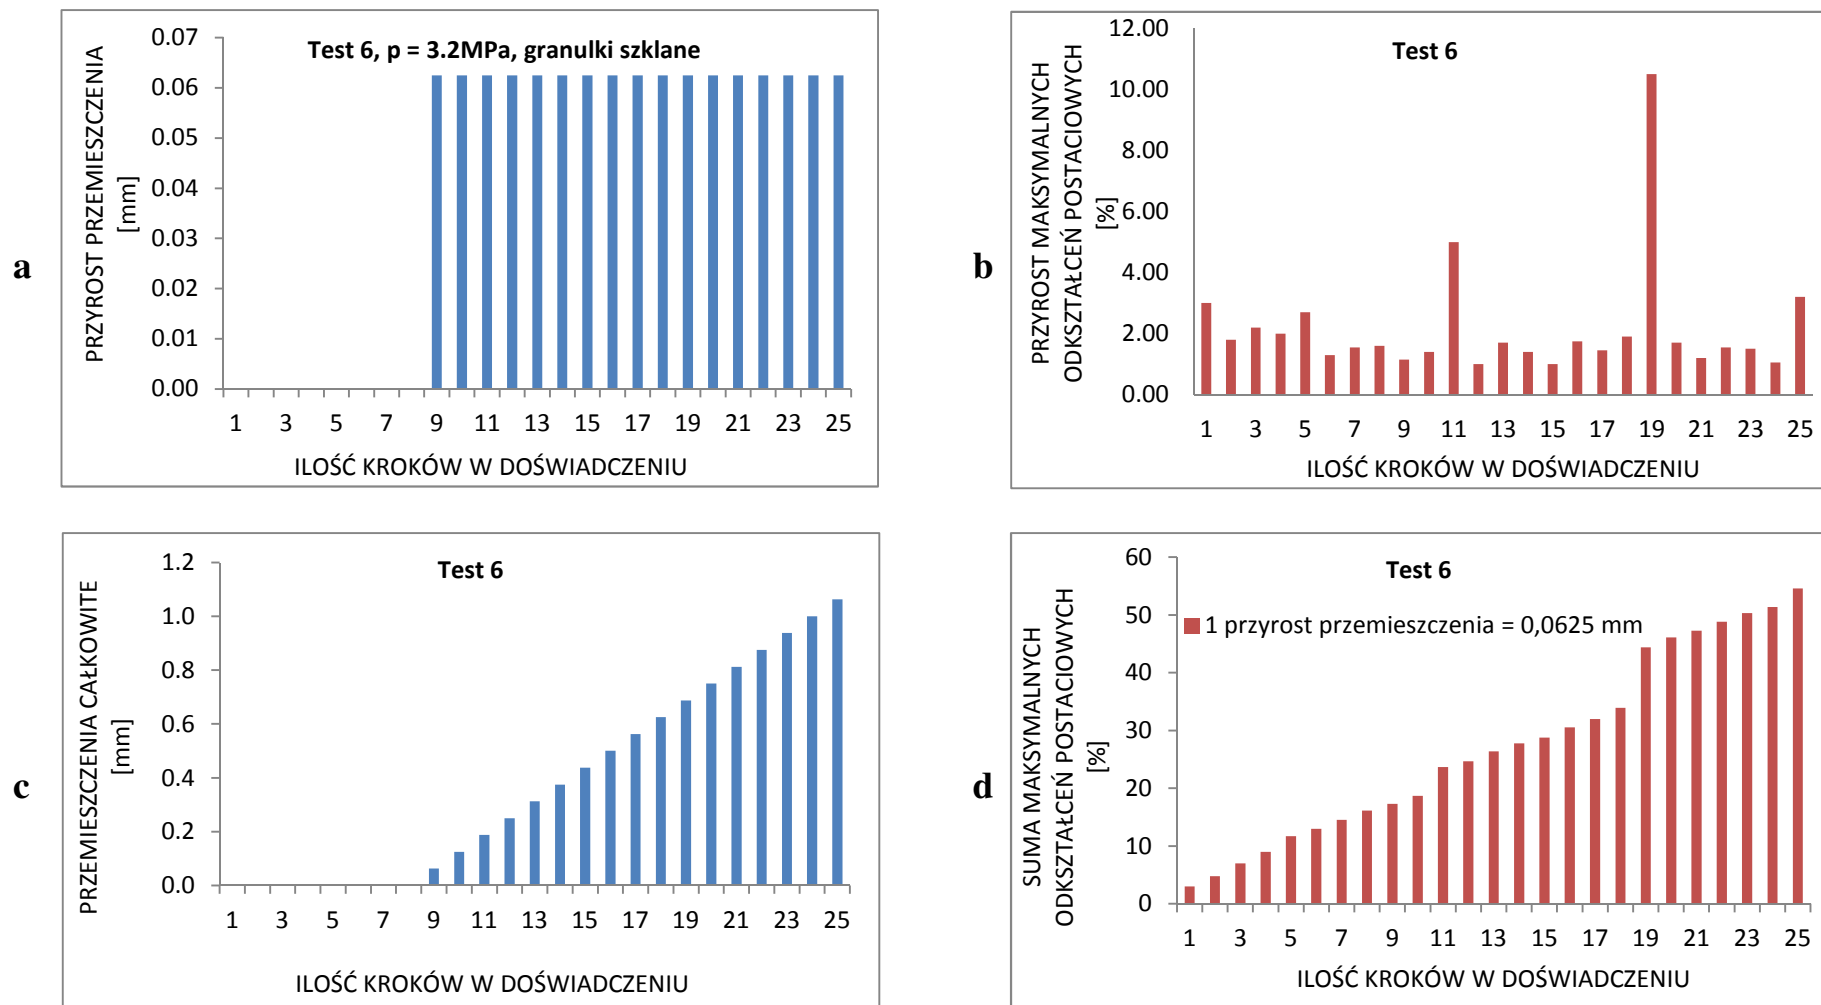 a
PRZYROST PRZEMIESZCZENIA
[mm]
0.07
0.06
0.05
0.04
0.03
0.02
0.01
0.00
Test 6, p = 3.2MPa, granulki szklane
1 3 5 7 9 11 13 15 17 19 21 23 25
ILOŚĆ KROKÓW W DOŚWIADCZENIU
b
PRZYROST MAKSYMALNYCH
ODKSZTAŁCEŃ POSTACIOWYCH
[%]
12.00
10.00
8.00
6.00
4.00
2.00
0.00
Test 6
1 3 5 7 9 11 13 15 17 19 21 23 25
ILOŚĆ KROKÓW W DOŚWIADCZENIU
c
PRZEMIESZCZENIA CAŁKOWITE
[mm]
1.2
1.0
0.8
0.6
0.4
0.2
0.0
Test 6
1 3 5 7 9 11 13 15 17 19 21 23 25
ILOŚĆ KROKÓW W DOŚWIADCZENIU
d
SUMA MAKSYMALNYCH
ODKSZTAŁCEŃ POSTACIOWYCH
[%]
60
50
40
30
20
10
0
Test 6
1 przyrost przemieszczenia = 0,0625 mm
1 3 5 7 9 11 13 15 17 19 21 23 25
ILOŚĆ KROKÓW W DOŚWIADCZENIU